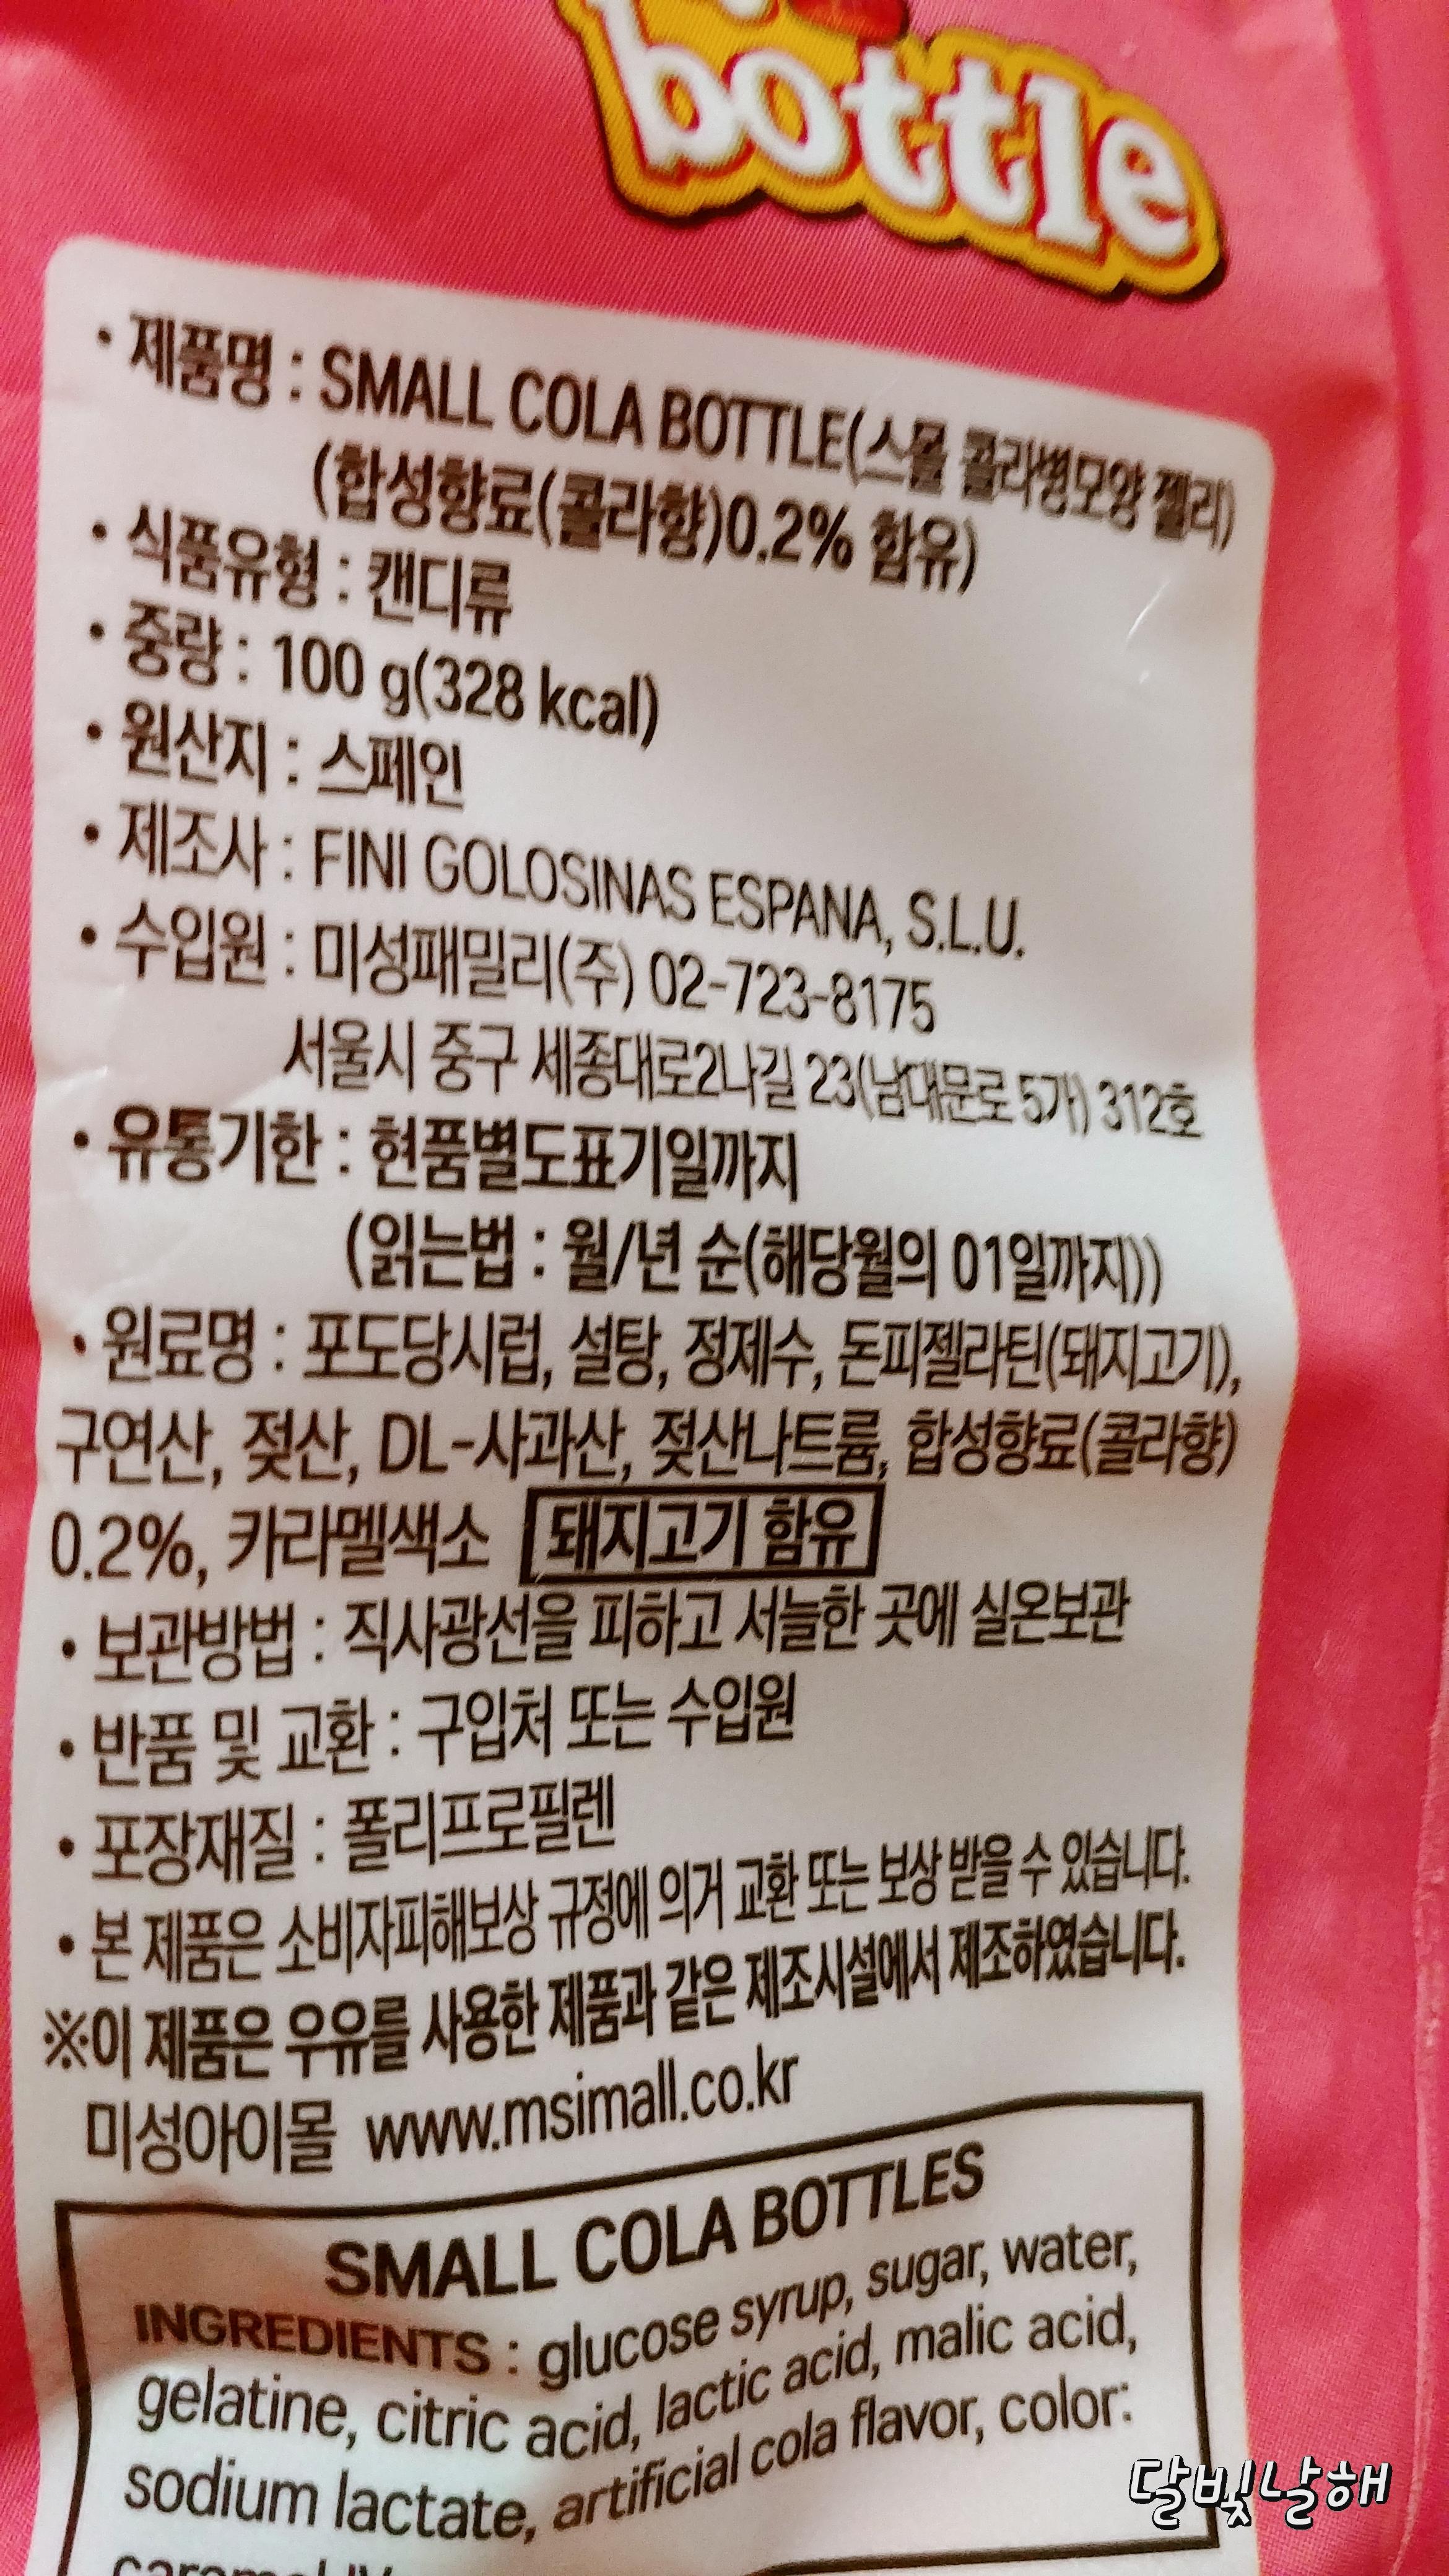 bottle
• 제품명 : SMALL COLA BOTTLE(스몰 콜라병모양 젤리)
(합성향료(콜라향)0.2% 함유)
• 식품유형 : 캔디류
• 중량 : 100 g(328 kcal)
• 원산지 : 스페인
• 제조사 : FINI GOLOSINAS ESPANA, S.L.U.
• 수입원 : 미성패밀리(주) 02-723-8175
서울시 중구 세종대로2나길 23(남대문로 5가) 312호
• 유통기한 : 현품별도표기일까지
(읽는법 : 월/년 순(해당월의 01일까지))
• 원료명 : 포도당시럽, 설탕, 정제수, 돈피젤라틴(돼지고기),
구연산, 젖산, DL-사과산, 젖산나트륨, 합성향료(콜라향)
0.2%, 카라멜색소 돼지고기 함유
• 보관방법 : 직사광선을 피하고 서늘한 곳에 실온보관
• 반품 및 교환 : 구입처 또는 수입원
• 포장재질 : 폴리프로필렌
• 본 제품은 소비자피해보상 규정에 의거 교환 또는 보상 받을 수 있습니다.
※이 제품은 우유를 사용한 제품과 같은 제조시설에서 제조하였습니다.
미성아이몰 www.msimall.co.kr
SMALL COLA BOTTLES
INGREDIENTS : glucose syrup, sugar, water,
gelatine, citric acid, lactic acid, malic acid,
sodium lactate, artificial cola flavor, color:
달빛날해